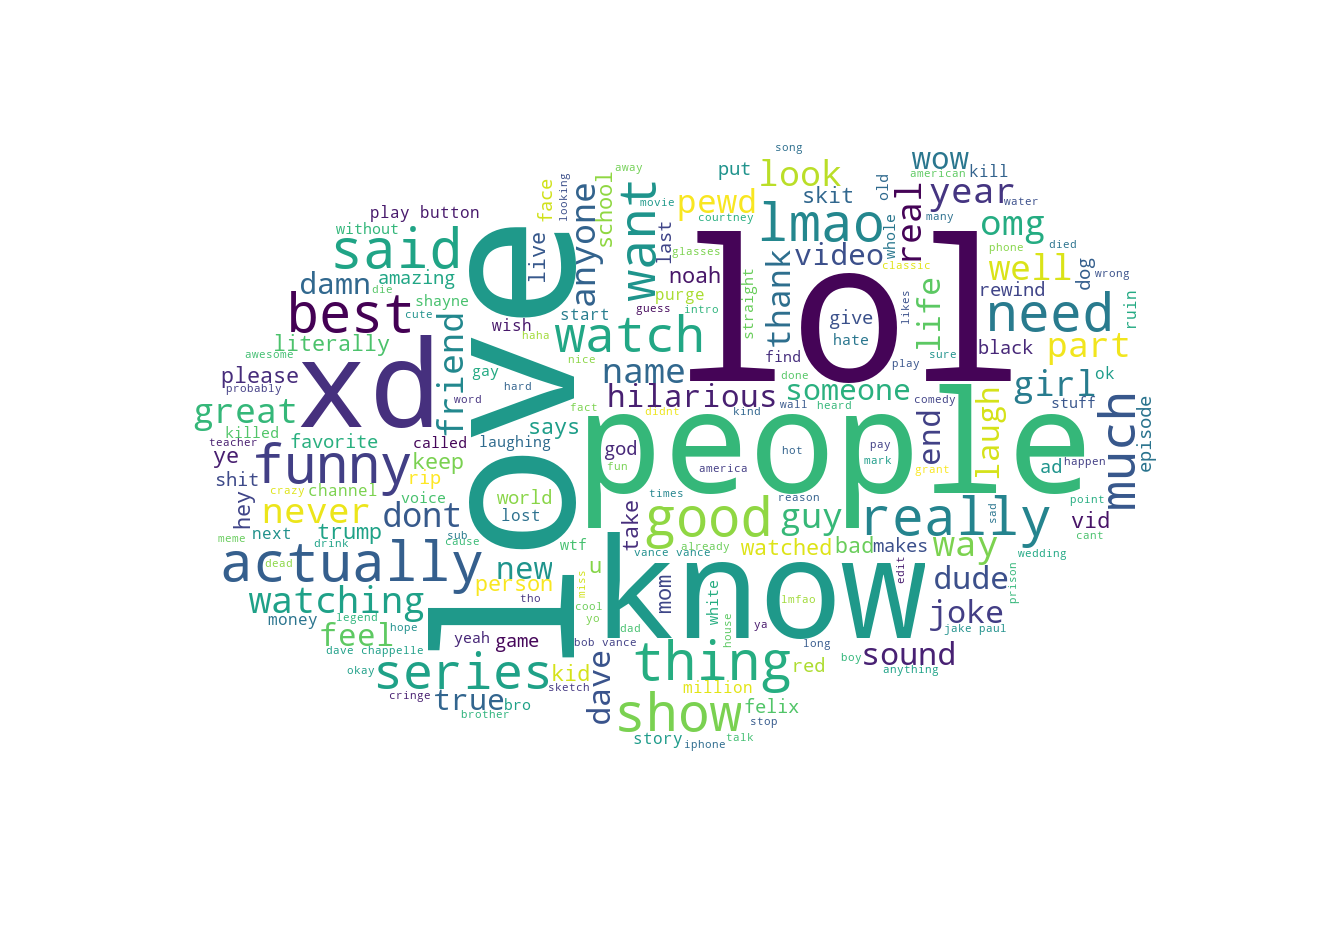 song
wow
american
kill
away
put
look
skit
old
year
water
looking
face
school
movie
pewd
courtney
lmao
real
many
omg
play button
without
said
live
anyone
want
last
glasses
thank
video
whole
classic
phone
well
died
dog
wrong
damn
amazing
die
love
noah
purge
guess
intro
straight
lol
likes
life
rewind
ruin
best
cute
shayne
friend
wish
start
watch
haha
give
hate
need
literally
awesome
nice
find
play
sure
black
part
please
probably
xd
gay
hard
name
done
someone
girl
ok
great
word
fact
hilarious
didnt
kind
wall
heard
comedy
end
laugh
stuff
much
episode
killed
teacher
favorite
called
laughing
says
people
ye
funny
keep
god
fun
america
hot
pay
mark
grant
ad
happen
shit
crazy
channel
rip
voice
world
times
reason
sad
point
hey
never
dont
lost
take
good
guy
really
vid
cant
next
trump
sub
cause
wtf
vance vance
already
watched
bad
makes
way
wedding
meme
drink
actually
dead
new
u
mom
know
edit
dude
prison
watching
person
tho
miss
cool
yo
white
lmfao
joke
money
legend
hope
feel
yeah
game
dad
bob vance
house
ya
long
jake paul
dave chappelle
thing
boy
sound
okay
series
kid
red
anything
cringe
sketch
dave
million
true
bro
show
felix
brother
stop
story
iphone
talk